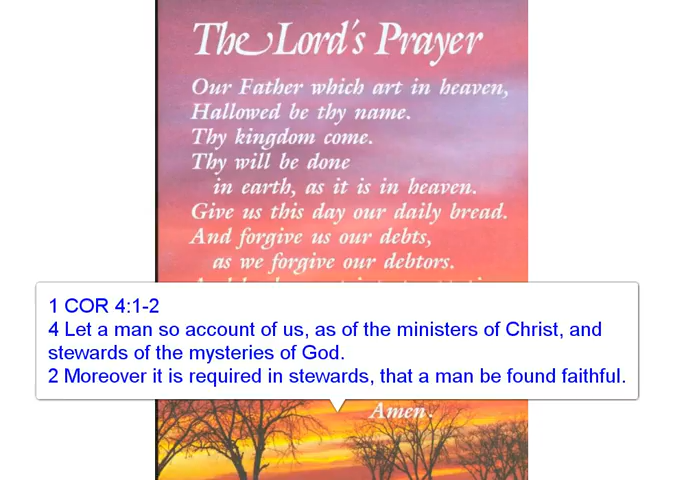 The Lord's Prayer
Our Father which art in heaven,
Hallowed be thy name.
Thy kingdom come.
Thy will be done
in earth, as it is in heaven.
Give us this day our daily bread.
And forgive us our debts,
as we forgive our debtors.
1 COR 4:1-2
4 Let a man so account of us, as of the ministers of Christ, and
stewards of the mysteries of God.
2 Moreover it is required in stewards, that a man be found faithful.
Amen.